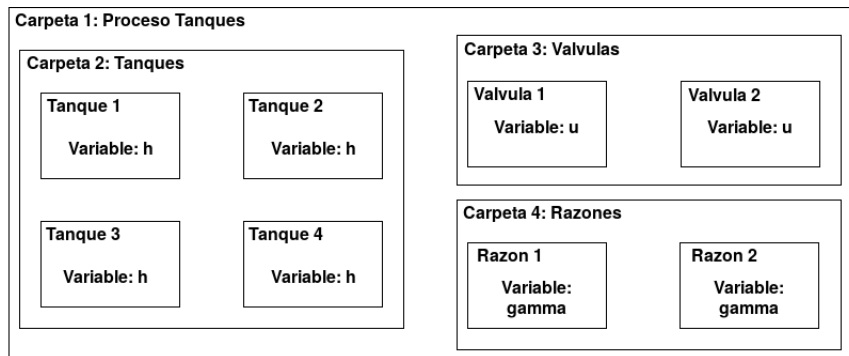 Carpeta 1: Proceso Tanques
Carpeta 2: Tanques
Tanque 1
Variable: h
Tanque 2
Variable: h
Tanque 3
Variable: h
Tanque 4
Variable: h
Carpeta 3: Valvulas
Valvula 1
Variable: u
Valvula 2
Variable: u
Carpeta 4: Razones
Razon 1
Variable:
gamma
Razon 2
Variable:
gamma